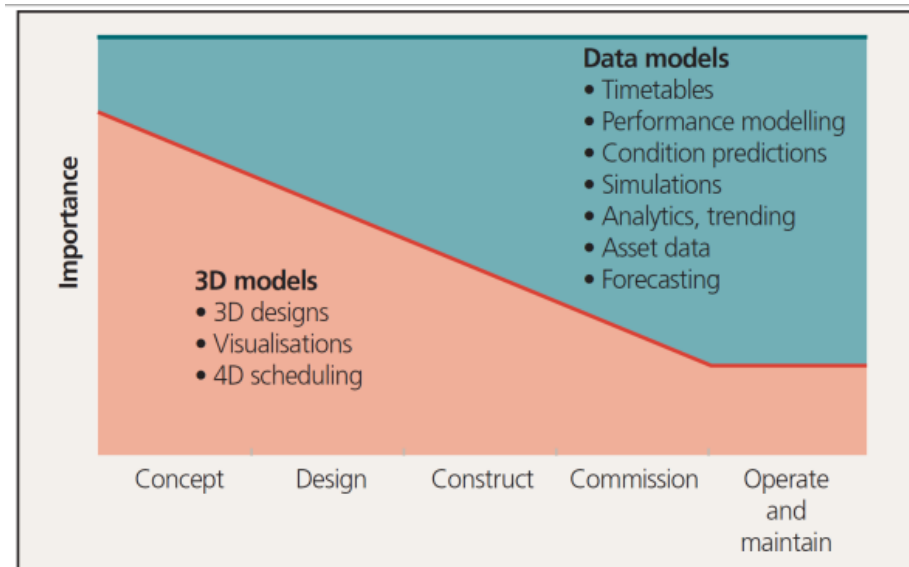 Data models
• Timetables
• Performance modelling
• Condition predictions
• Simulations
• Analytics, trending
• Asset data
• Forecasting
Importance
3D models
• 3D designs
• Visualisations
• 4D scheduling
Concept
Design
Construct
Commission
Operate
and
maintain